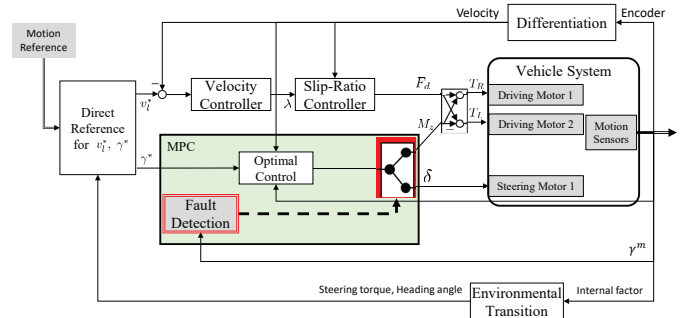 Motion
Reference
Velocity
Differentiation
Encoder
Direct
Reference
for v_l^*, γ^*
v_l^*
−
Velocity
Controller
λ
Slip-Ratio
Controller
F_d
M_z
−
T_R
T_L
Vehicle System
Driving Motor 1
Driving Motor 2
Motion
Sensors
Steering Motor 1
MPC
γ^*
Optimal
Control
δ
Fault
Detection
γ^m
Steering torque, Heading angle
Environmental
Transition
Internal factor